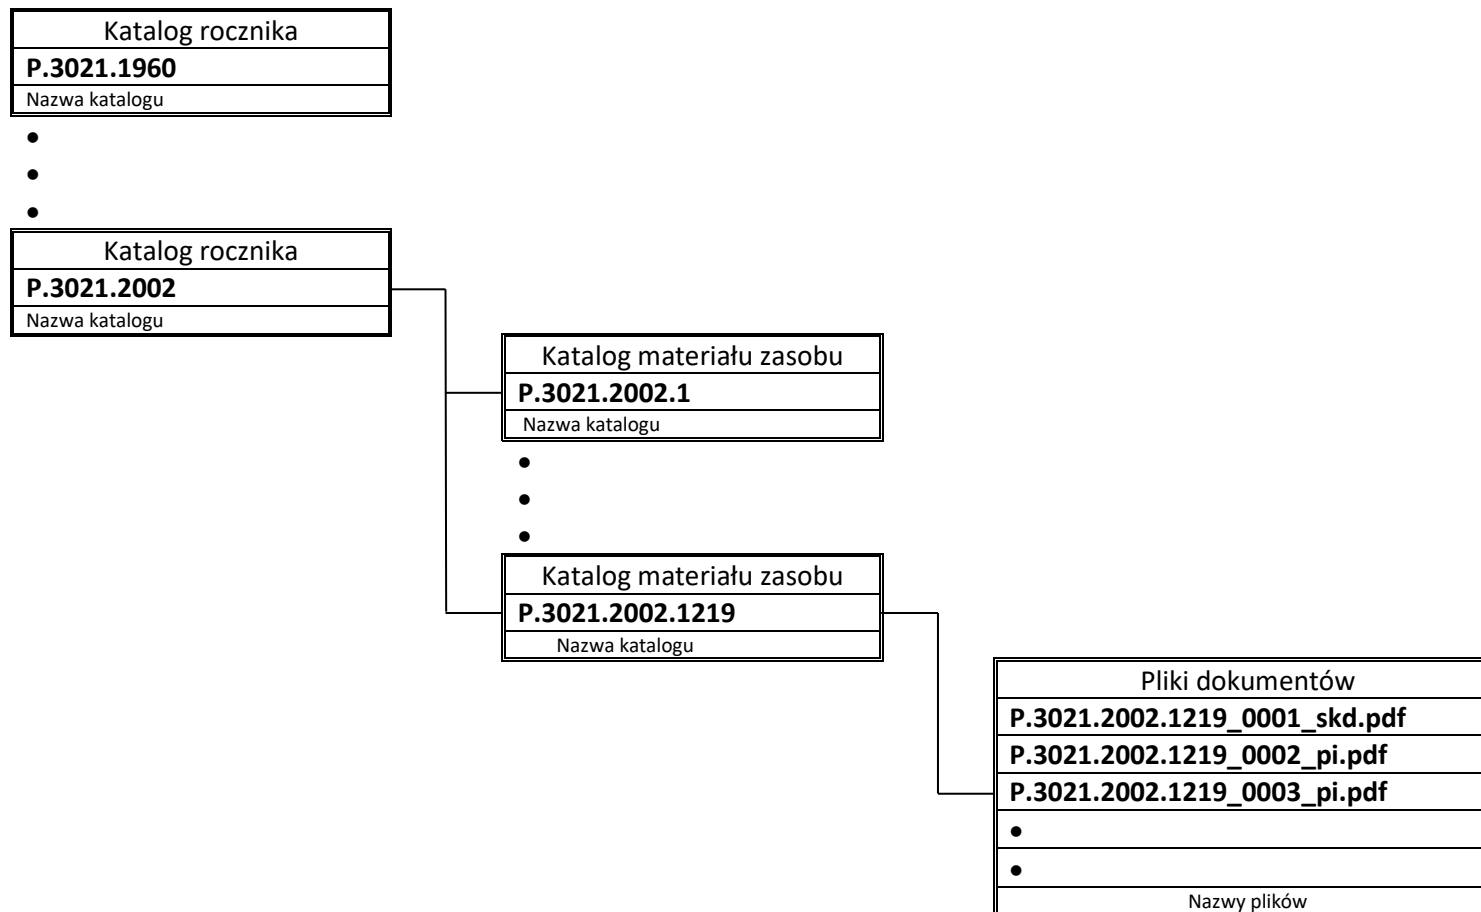 Katalog rocznika
P.3021.1960
Nazwa katalogu
•
•
•
Katalog rocznika
P.3021.2002
Nazwa katalogu
Katalog materiału zasobu
P.3021.2002.1
Nazwa katalogu
•
•
•
Katalog materiału zasobu
P.3021.2002.1219
Nazwa katalogu
Pliki dokumentów
P.3021.2002.1219_0001_skd.pdf
P.3021.2002.1219_0002_pi.pdf
P.3021.2002.1219_0003_pi.pdf
•
•
Nazwy plików